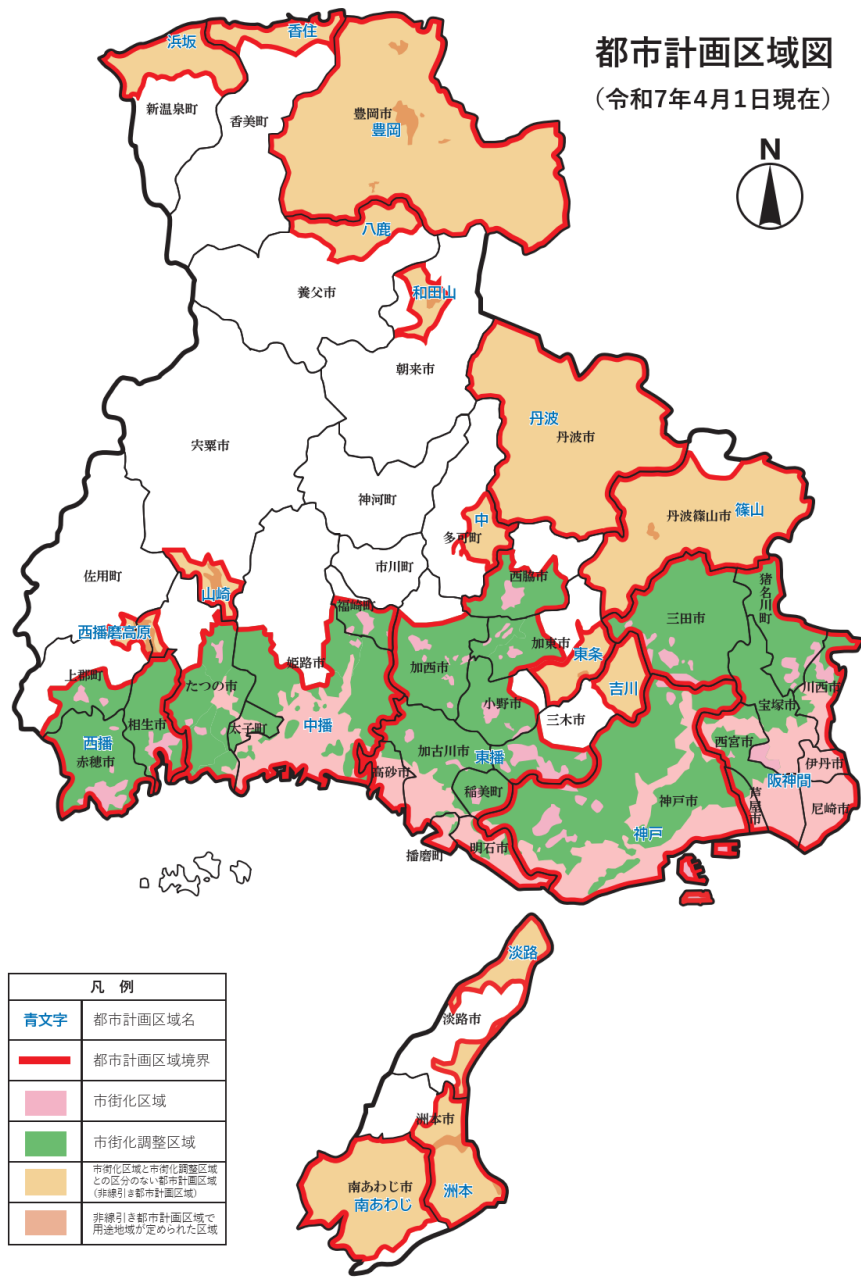 都市計画区域図
（令和7年4月1日現在）
N
浜坂
香住
新温泉町
香美町
豊岡市
豊岡
八鹿
養父市
和田山
朝来市
宍粟市
丹波
丹波市
神河町
中
多可町
丹波篠山市
篠山
佐用町
市川町
西脇市
猪名川町
山崎
福崎町
三田市
西播磨高原
加東市
東条
上郡町
姫路市
加西市
吉川
川西市
たつの市
小野市
宝塚市
相生市
太子町
中播
三木市
西播
赤穂市
加古川市
東播
西宮市
伊丹市
高砂市
稲美町
神戸市
芦屋市
阪神間
尼崎市
神戸
播磨町
明石市
淡路
淡路市
洲本市
南あわじ市
南あわじ
洲本
凡 例
青文字
都市計画区域名
都市計画区域境界
市街化区域
市街化調整区域
市街化区域と市街化調整区域
との区分のない都市計画区域
（非線引き都市計画区域）
非線引き都市計画区域で
用途地域が定められた区域